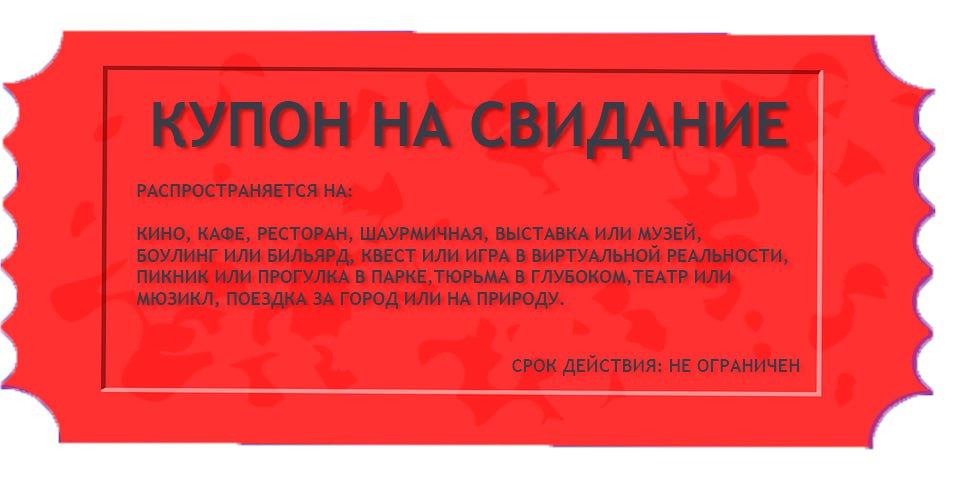 КУПОН НА СВИДАНИЕ
РАСПРОСТРАНЯЕТСЯ НА:
КИНО, КАФЕ, РЕСТОРАН, ШАУРМИЧНАЯ, ВЫСТАВКА ИЛИ МУЗЕЙ,
БОУЛИНГ ИЛИ БИЛЬЯРД, КВЕСТ ИЛИ ИГРА В ВИРТУАЛЬНОЙ РЕАЛЬНОСТИ,
ПИКНИК ИЛИ ПРОГУЛКА В ПАРКЕ,ТЮРЬМА В ГЛУБОКОМ,ТЕАТР ИЛИ
МЮЗИКЛ, ПОЕЗДКА ЗА ГОРОД ИЛИ НА ПРИРОДУ.
СРОК ДЕЙСТВИЯ: НЕ ОГРАНИЧЕН